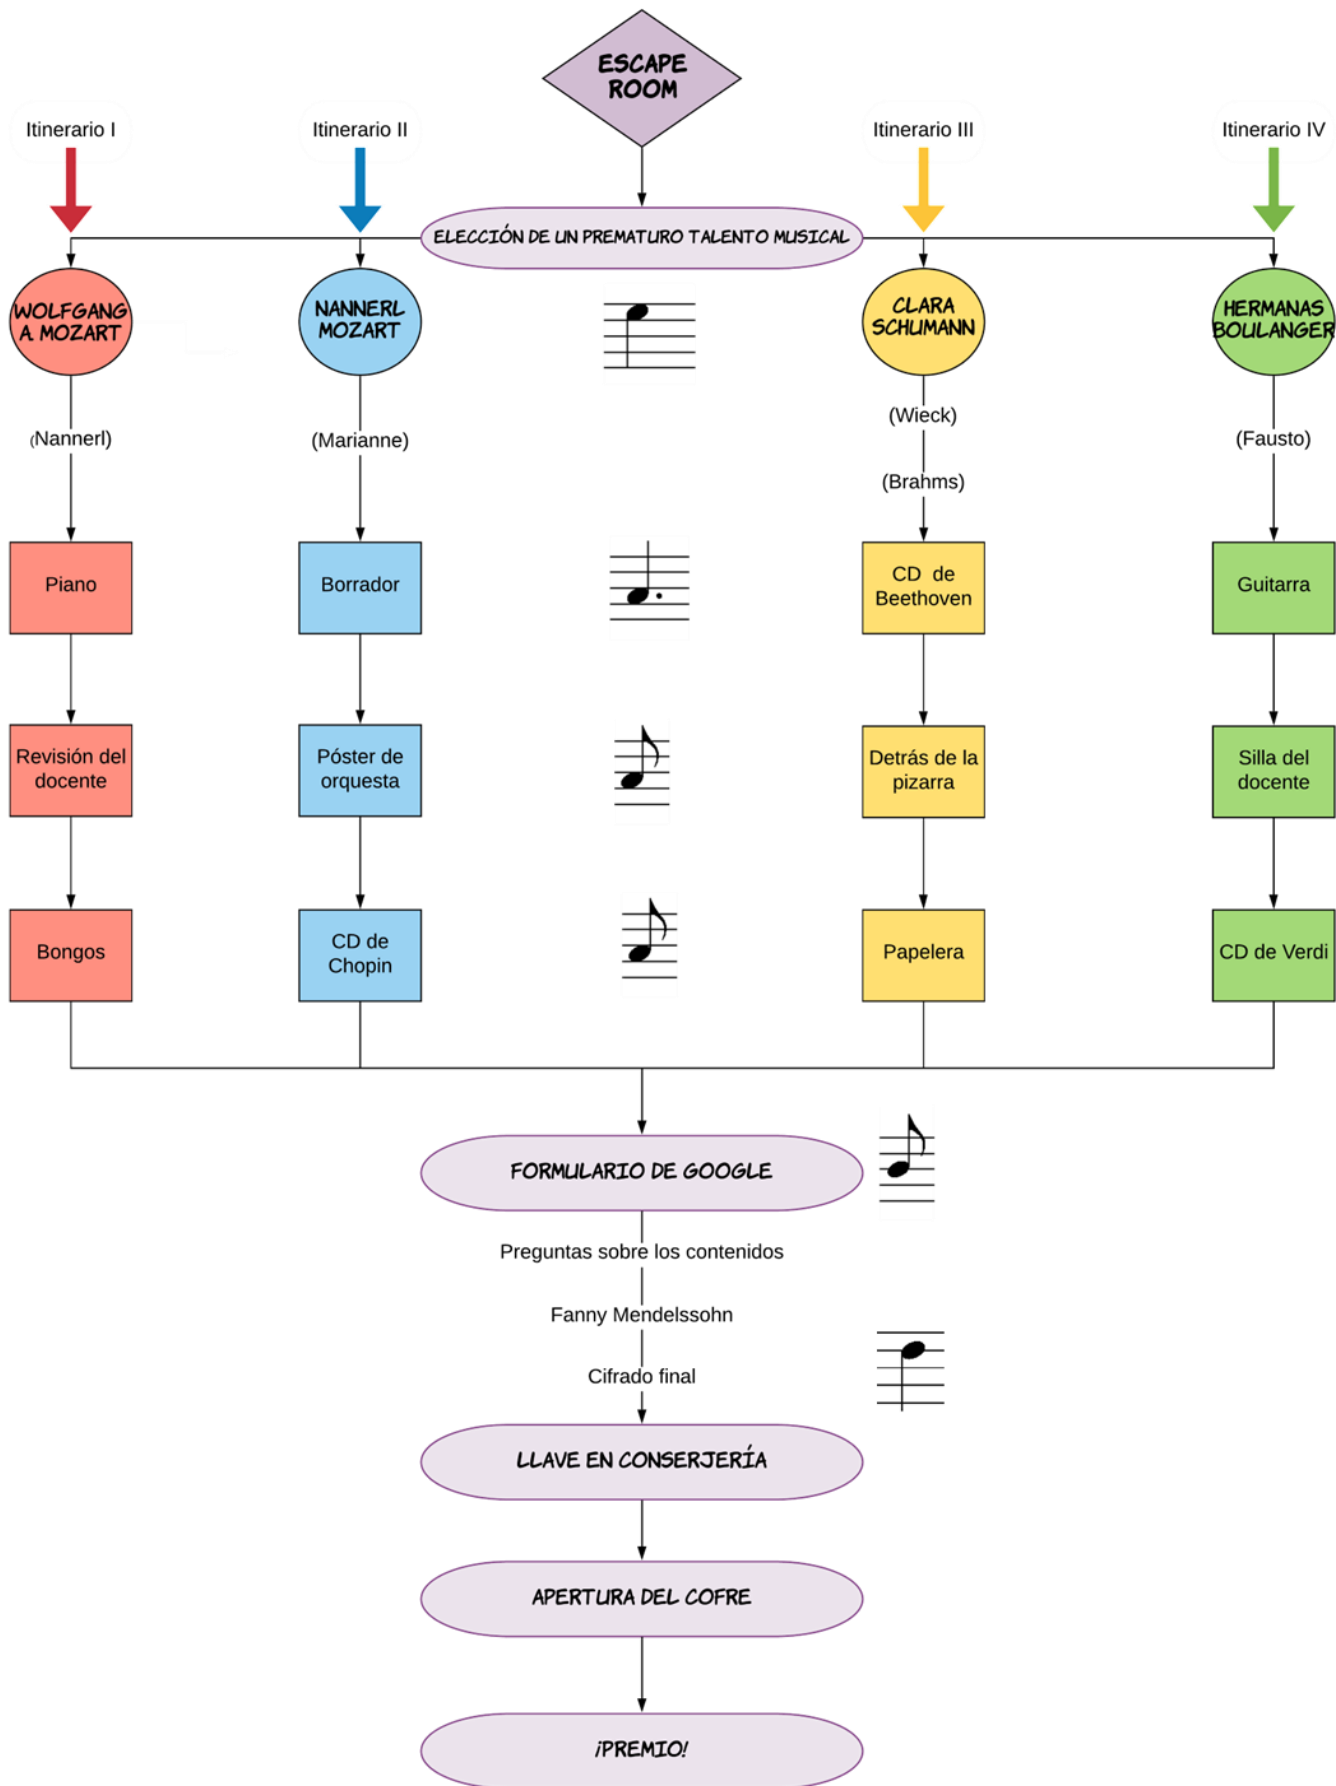 ESCAPE
ROOM
Itinerario I
Itinerario II
Itinerario III
Itinerario IV
ELECCIÓN DE UN PREMATURO TALENTO MUSICAL
WOLFGANG
A. MOZART
NANNERL
MOZART
CLARA
SCHUMANN
HERMANAS
BOULANGER
(Nannerl)
(Marianne)
(Wieck)
(Brahms)
(Fausto)
Piano
Borrador
CD de
Beethoven
Guitarra
Revisión del
docente
Póster de
orquesta
Detrás de la
pizarra
Silla del
docente
Bongos
CD de
Chopin
Papelera
CD de Verdi
FORMULARIO DE GOOGLE
Preguntas sobre los contenidos
Fanny Mendelssohn
Cifrado final
LLAVE EN CONSERJERÍA
APERTURA DEL COFRE
¡PREMIO!